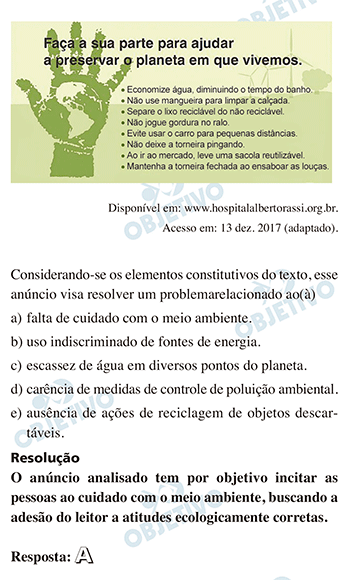 Faça a sua parte para ajudar
a preservar o planeta em que vivemos.
• Economize água, diminuindo o tempo do banho.
• Não use mangueira para limpar a calçada.
• Separe o lixo reciclável do não reciclável.
• Não jogue gordura no ralo.
• Evite usar o carro para pequenas distâncias.
• Não deixe a torneira pingando.
• Ao ir ao mercado, leve uma sacola reutilizável.
• Mantenha a torneira fechada ao ensaboar as louças.
Disponível em: www.hospitalalbertorassi.org.br.
Acesso em: 13 dez. 2017 (adaptado).
Considerando-se os elementos constitutivos do texto, esse
anúncio visa resolver um problemarelacionado ao(à)
a) falta de cuidado com o meio ambiente.
b) uso indiscriminado de fontes de energia.
c) escassez de água em diversos pontos do planeta.
d) carência de medidas de controle de poluição ambiental.
e) ausência de ações de reciclagem de objetos descar-
táveis.
Resolução
O anúncio analisado tem por objetivo incitar as
pessoas ao cuidado com o meio ambiente, buscando a
adesão do leitor a atitudes ecologicamente corretas.
Resposta: A
OBJETIVO
OBJETIVO
OBJETIVO
OBJETIVO
OBJETIVO
OBJETIVO